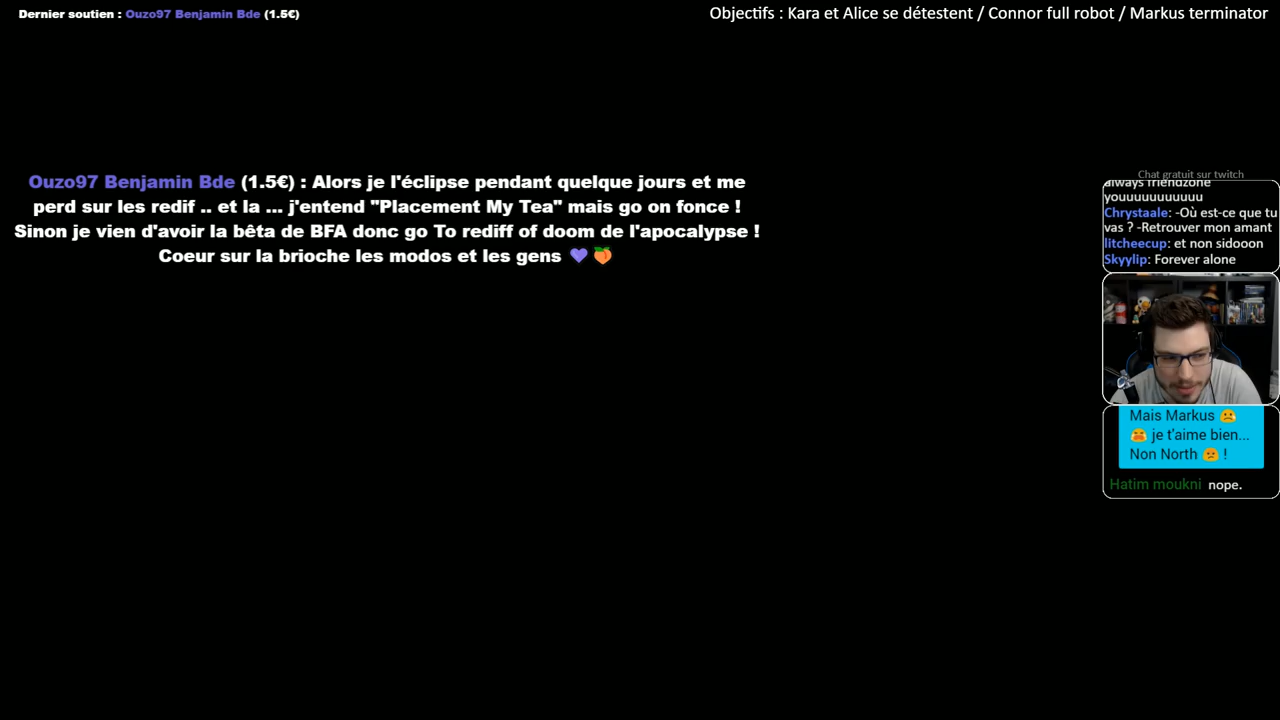 Dernier soutien : Ouzo97 Benjamin Bde (1.5€)
Objectifs : Kara et Alice se détestent / Connor full robot / Markus terminator
Ouzo97 Benjamin Bde (1.5€) : Alors je l'éclipse pendant quelque jours et me
perd sur les redif .. et la ... j'entend "Placement My Tea" mais go on fonce !
Sinon je vien d'avoir la bêta de BFA donc go To rediff of doom de l'apocalypse !
Coeur sur la brioche les modos et les gens 💜 🍑
Chat gratuit sur twitch
always friendzone
youuuuuuuuuuu
Chrystaale: -Où est-ce que tu
vas ? -Retrouver mon amant
litcheecup: et non sidooon
Skyylip: Forever alone
Mais Markus 😢
😫 je t'aime bien...
Non North 😕 !
Hatim moukni nope.